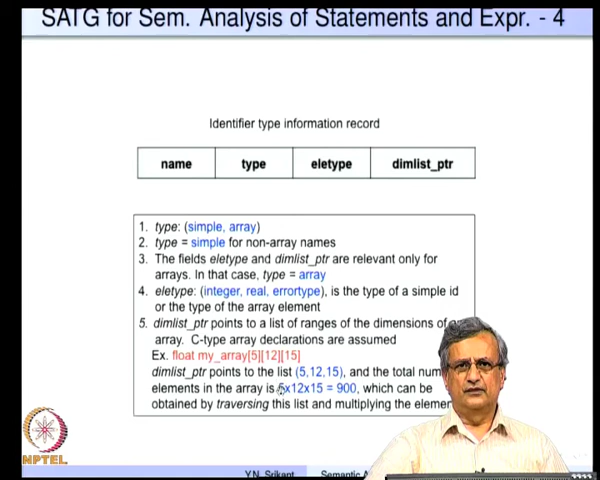 SATG for Sem. Analysis of Statements and Expr. - 4
Identifier type information record
name type eletype dimlist_ptr
1. type: (simple, array)
2. type = simple for non-array names
3. The fields eletype and dimlist_ptr are relevant only for
arrays. In that case, type = array
4. eletype: (integer, real, errortype), is the type of a simple id
or the type of the array element
5. dimlist_ptr points to a list of ranges of the dimensions of
array. C-type array declarations are assumed
Ex. float my_array[5][12][15]
dimlist_ptr points to the list (5,12,15), and the total num
elements in the array is 5x12x15 = 900, which can be
obtained by traversing this list and multiplying the elemen
NPTEL
Y.N. Srikant Semantic A